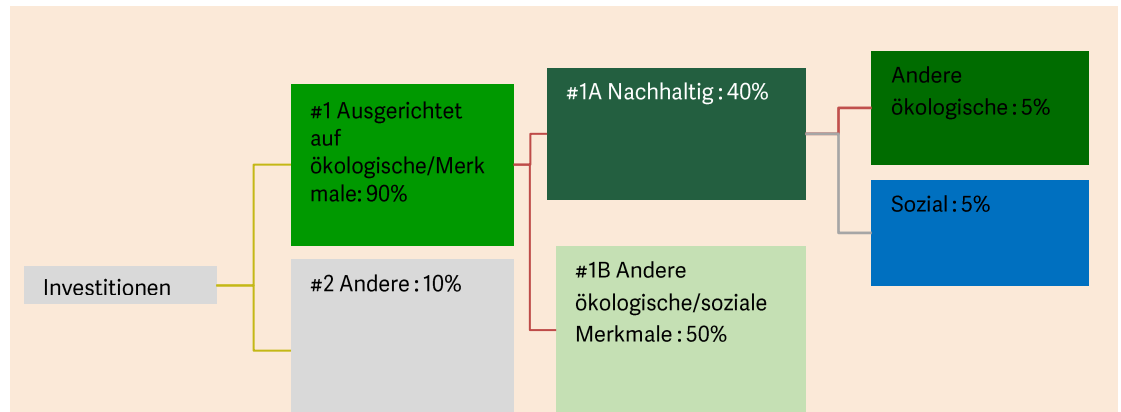 Investitionen
#1 Ausgerichtet
auf
ökologische/Merk
male: 90%
#2 Andere : 10%
#1A Nachhaltig : 40%
#1B Andere
ökologische/soziale
Merkmale : 50%
Andere
ökologische : 5%
Sozial : 5%